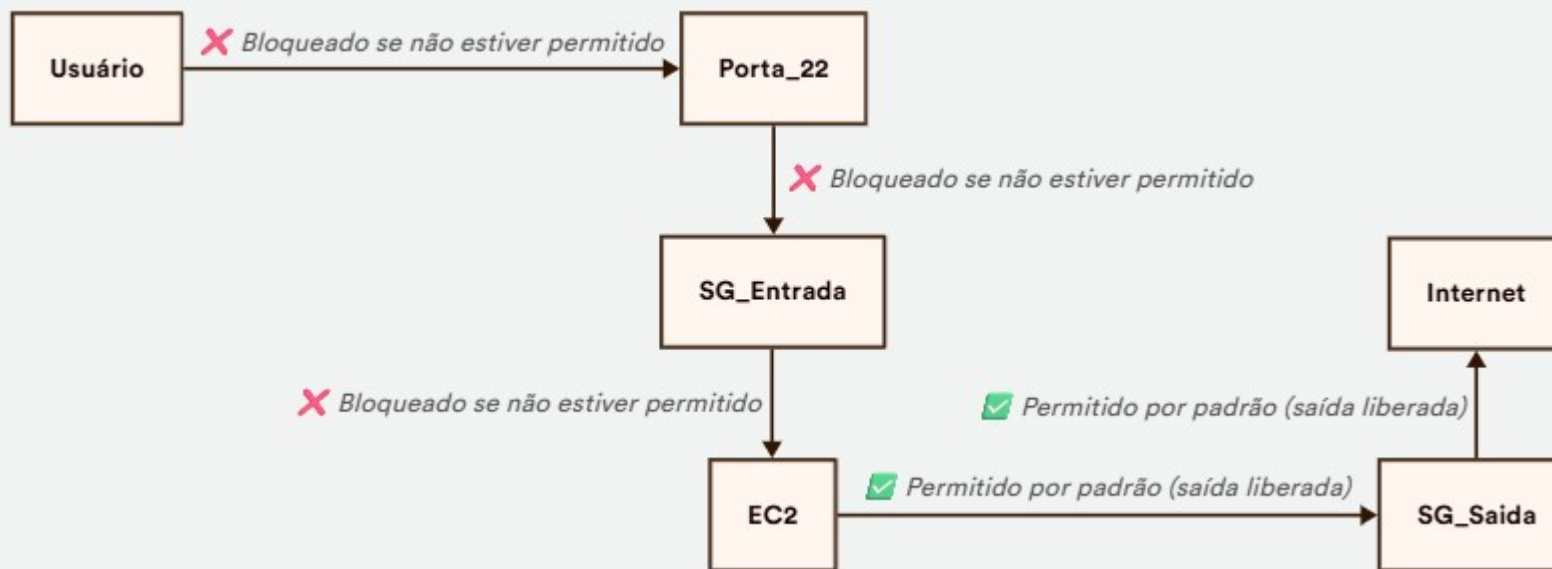 ❌ Bloqueado se não estiver permitido
Usuário
Porta_22
❌ Bloqueado se não estiver permitido
SG_Entrada
Internet
❌ Bloqueado se não estiver permitido
✅ Permitido por padrão (saída liberada)
✅ Permitido por padrão (saída liberada)
EC2
SG_Saida